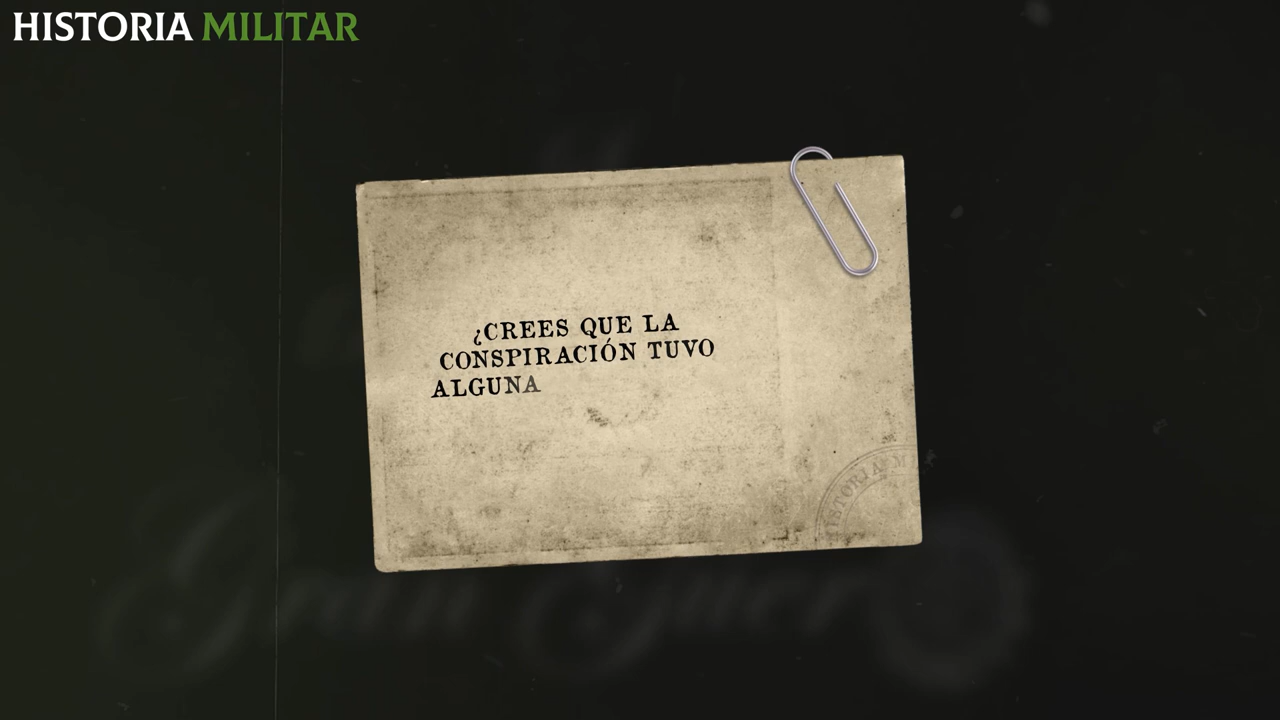 HISTORIA MILITAR
¿CREES QUE LA
CONSPIRACIÓN TUVO
ALGUNA